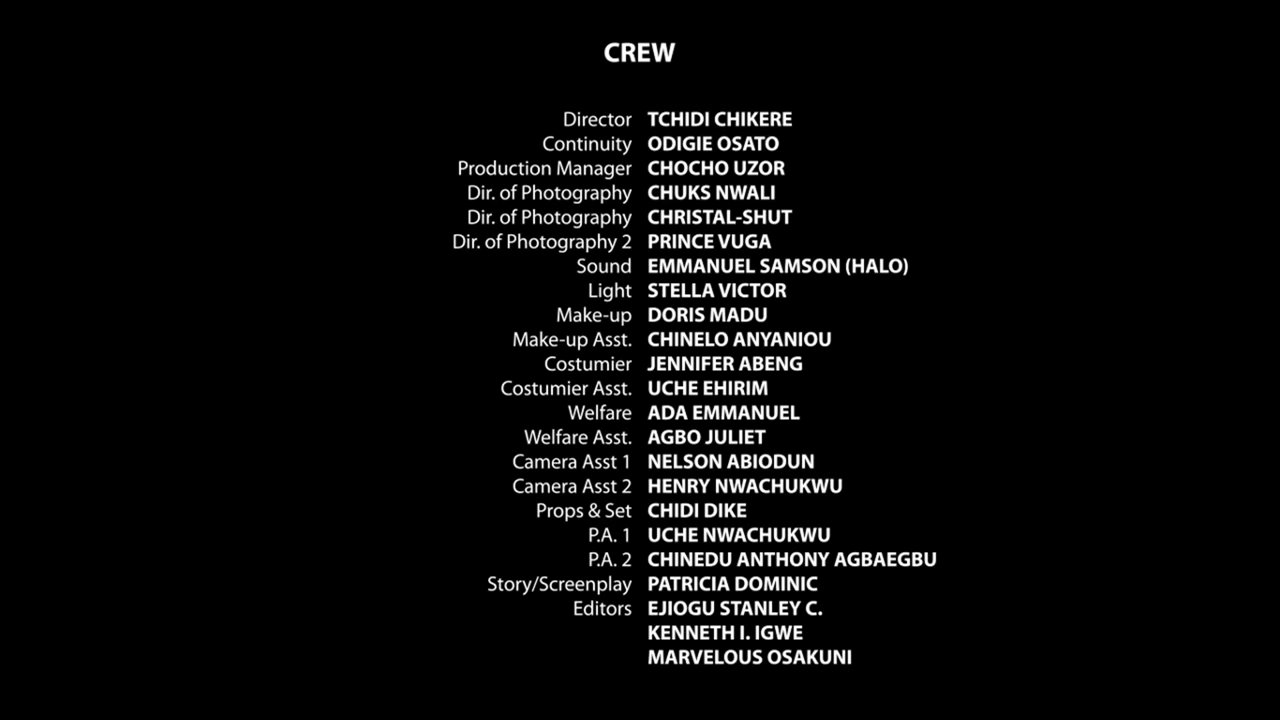 CREW
Director TCHIDI CHIKERE
Continuity ODIGIE OSATO
Production Manager CHOCHO UZOR
Dir. of Photography CHUKS NWALI
Dir. of Photography CHRISTAL-SHUT
Dir. of Photography 2 PRINCE VUGA
Sound EMMANUEL SAMSON (HALO)
Light STELLA VICTOR
Make-up DORIS MADU
Make-up Asst. CHINELO ANYANIOU
Costumier JENNIFER ABENG
Costumier Asst. UCHE EHIRIM
Welfare ADA EMMANUEL
Welfare Asst. AGBO JULIET
Camera Asst 1 NELSON ABIODUN
Camera Asst 2 HENRY NWACHUKWU
Props & Set CHIDI DIKE
P.A. 1 UCHE NWACHUKWU
P.A. 2 CHINEDU ANTHONY AGBAEGBU
Story/Screenplay PATRICIA DOMINIC
Editors EJIOGU STANLEY C.
KENNETH I. IGWE
MARVELOUS OSAKUNI